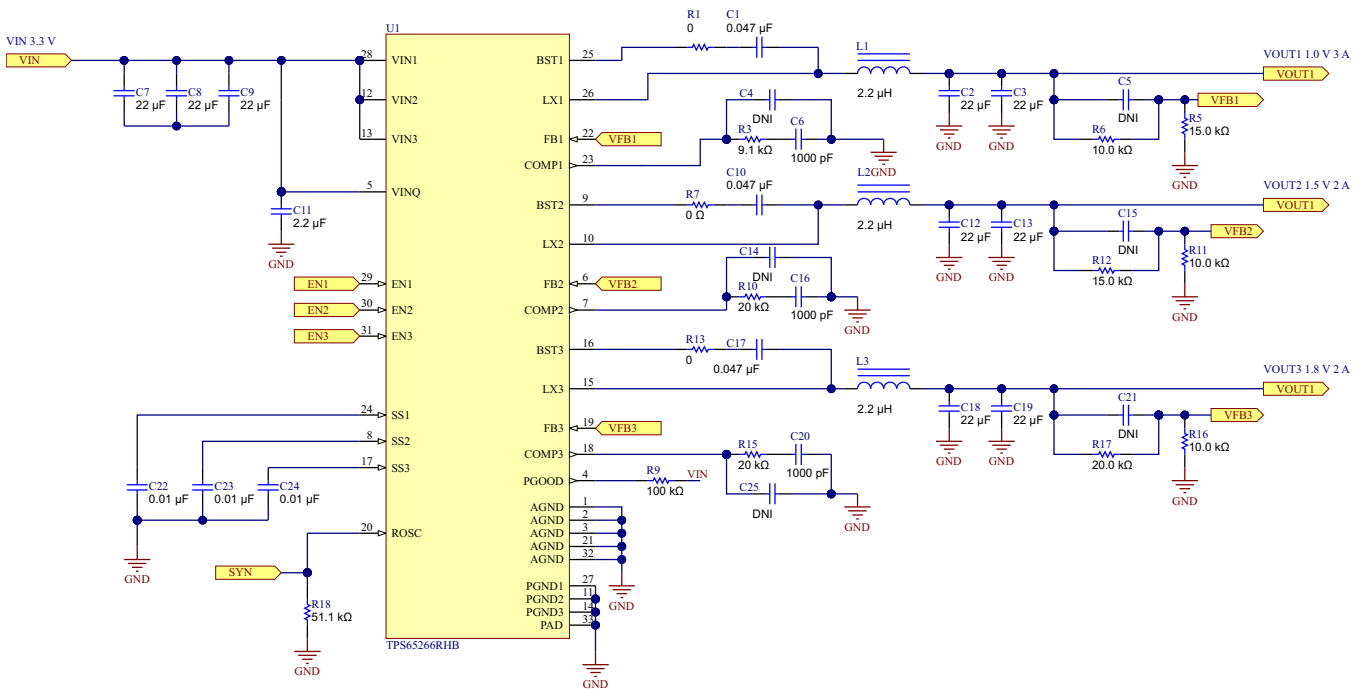 U1
VIN 3.3 V
VIN
C7
22 µF
C8
22 µF
C9
22 µF
C11
2.2 µF
GND
EN1
EN2
EN3
C22
0.01 µF
C23
0.01 µF
C24
0.01 µF
GND
SYN
R18
51.1 kΩ
GND
28 VIN1
12 VIN2
13 VIN3
5 VINQ
29 EN1
30 EN2
31 EN3
24 SS1
8 SS2
17 SS3
20 ROSC
BST1 25
LX1 26
FB1 22
COMP1 23
BST2 9
LX2 10
FB2 6
COMP2 7
BST3 16
LX3 15
FB3 19
COMP3 18
PGOOD 4
AGND 1
AGND 2
AGND 3
AGND 21
AGND 32
PGND1 27
PGND2 11
PGND3 14
PAD 33
TPS65266RHB
R1
0
C1
0.047 µF
L1
2.2 µH
C2
22 µF
GND
C3
22 µF
GND
VOUT1 1.0 V 3 A
VOUT1
C5
DNI
R6
10.0 kΩ
VFB1
R5
15.0 kΩ
GND
VFB1
C4
DNI
R3
9.1 kΩ
C6
1000 pF
GND
R7
0 Ω
C10
0.047 µF
L2
2.2 µH
C12
22 µF
GND
C13
22 µF
GND
VOUT2 1.5 V 2 A
VOUT1
C15
DNI
R12
15.0 kΩ
VFB2
R11
10.0 kΩ
GND
VFB2
C14
DNI
R10
20 kΩ
C16
1000 pF
GND
R13
0
C17
0.047 µF
L3
2.2 µH
C18
22 µF
GND
C19
22 µF
GND
VOUT3 1.8 V 2 A
VOUT1
C21
DNI
R17
20.0 kΩ
VFB3
R16
10.0 kΩ
GND
VFB3
R15
20 kΩ
C20
1000 pF
C25
DNI
GND
R9
100 kΩ
VIN
GND
GND